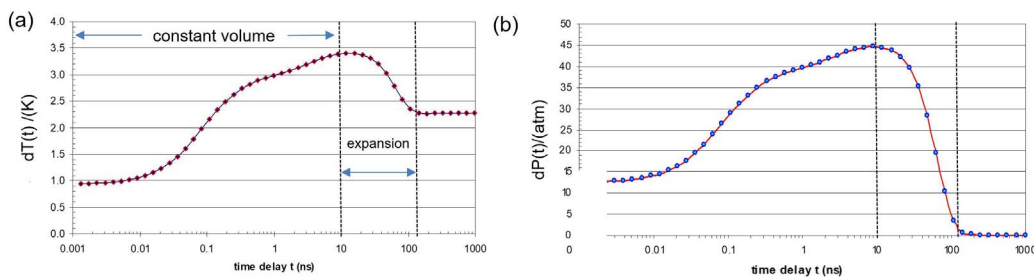 (a)
dT(t) /(K)
4.0
3.5
3.0
2.5
2.0
1.5
1.0
0.5
0.0
constant volume
expansion
0.001 0.01 0.1 1 10 100 1000
time delay t (ns)
(b)
dP(t)/(atm)
50
45
40
35
30
25
20
15
10
5
0
0 0.01 0.1 1 10 100 1000
time delay t (ns)